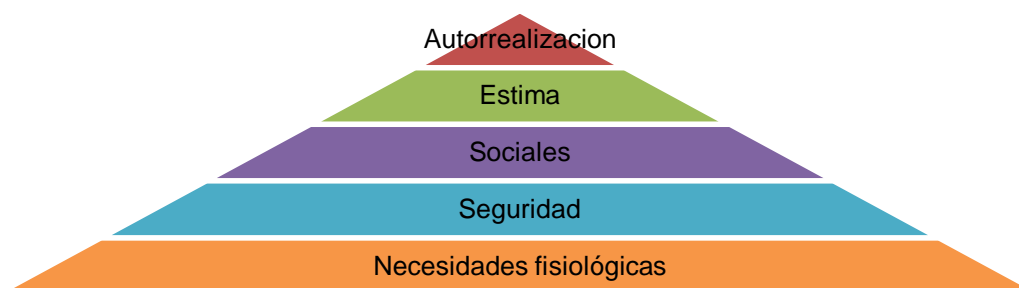 Autorrealizacion
Estima
Sociales
Seguridad
Necesidades fisiológicas